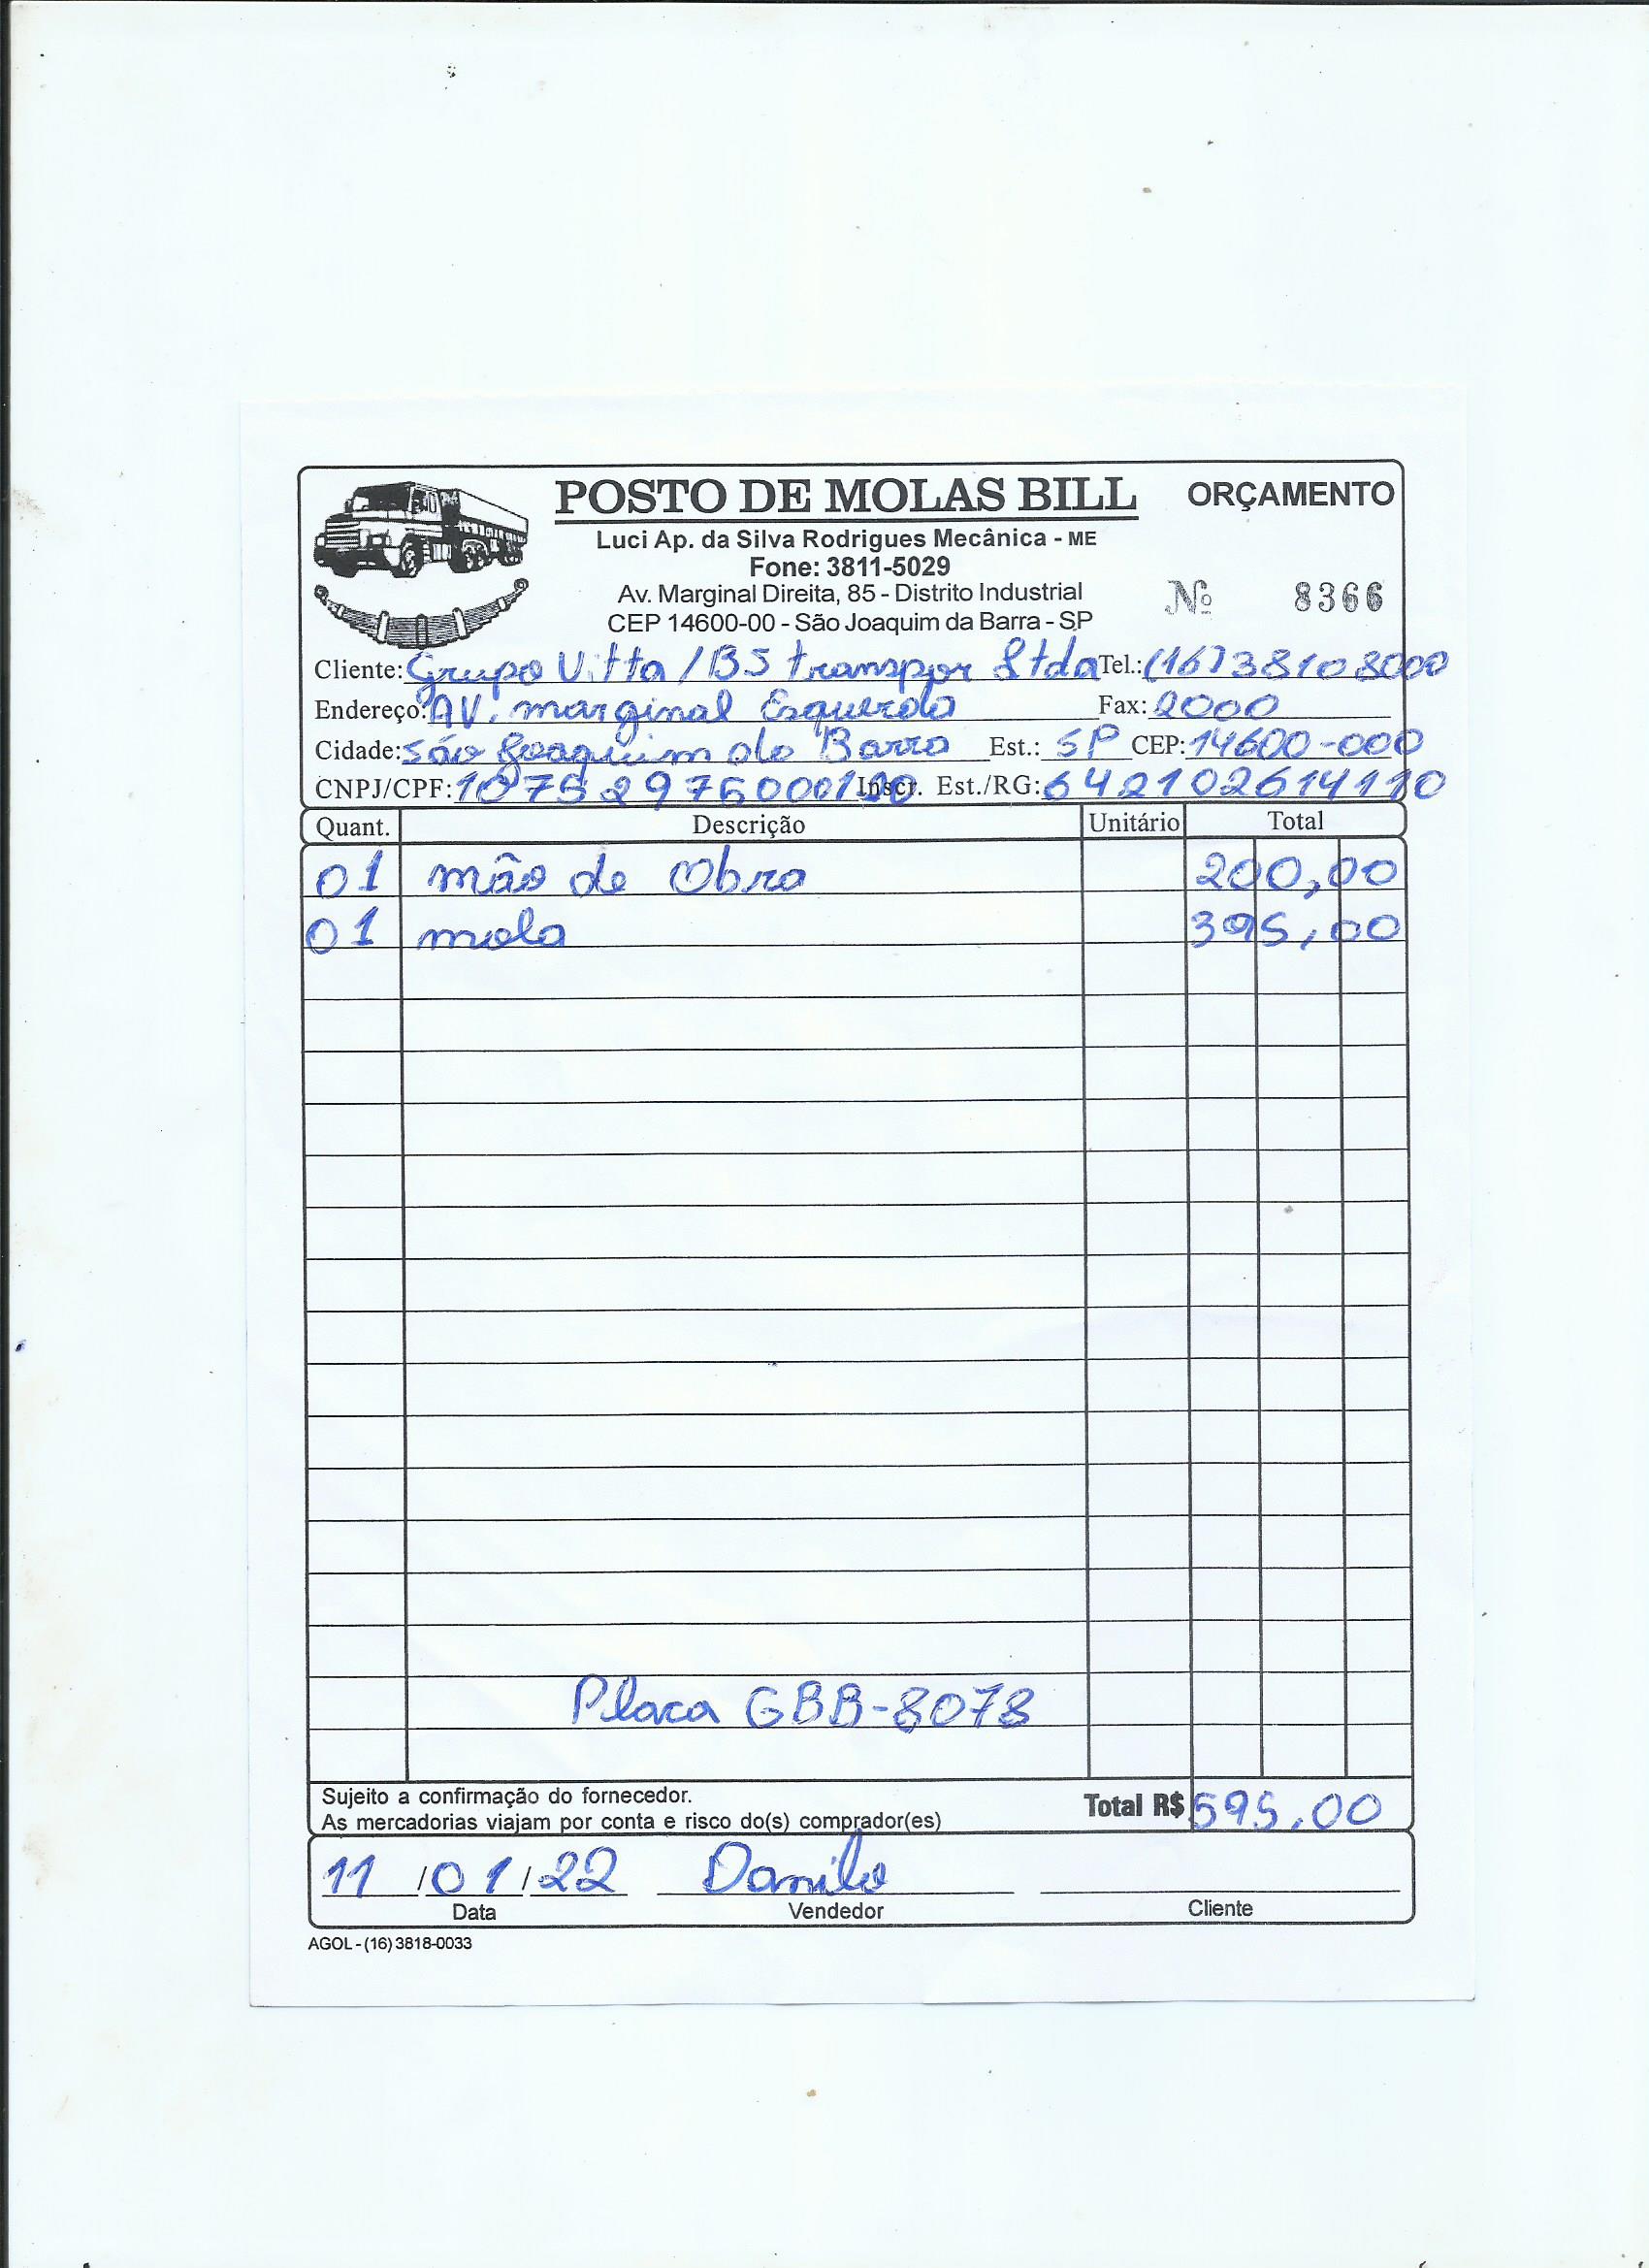 POSTO DE MOLAS BILL ORÇAMENTO
Luci Ap. da Silva Rodrigues Mecânica - ME
Fone: 3811-5029
Av. Marginal Direita, 85 - Distrito Industrial
Nº 8366
CEP 14600-00 - São Joaquim da Barra - SP
Cliente: Grupo Vitta / BS transpor Ltda Tel.: (16) 3810 8000
Endereço: AV. marginal Esquerda Fax: 2000
Cidade: São Joaquim da Barra Est.: SP CEP: 14600-000
CNPJ/CPF: 10752976000100 Inscr. Est./RG: 642102614110
Quant. Descrição Unitário Total
01 mão de Obra 200,00
01 mola 395,00
Placa GBB-8078
Sujeito a confirmação do fornecedor.
As mercadorias viajam por conta e risco do(s) comprador(es)
Total R$ 595,00
11 / 01 / 22 Danilo
Data Vendedor Cliente
AGOL - (16) 3818-0033